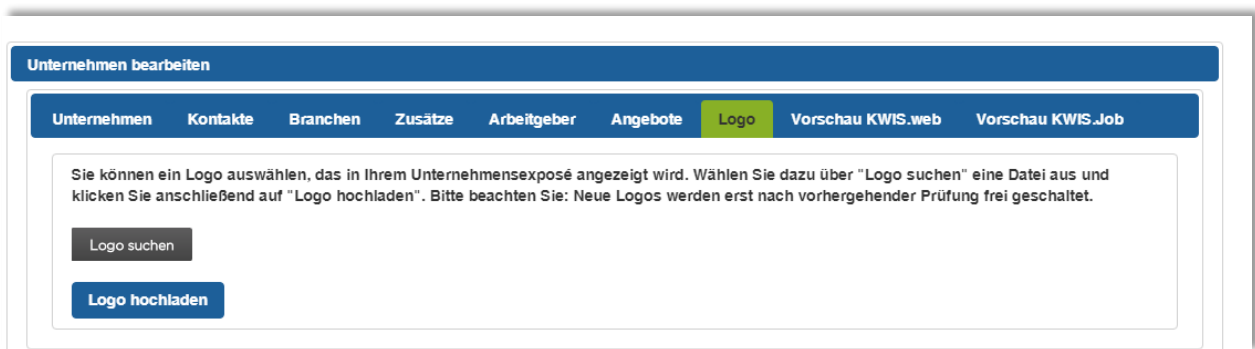 Unternehmen bearbeiten
Unternehmen Kontakte Branchen Zusätze Arbeitgeber Angebote Logo Vorschau KWIS.web Vorschau KWIS.Job
Sie können ein Logo auswählen, das in Ihrem Unternehmensexposé angezeigt wird. Wählen Sie dazu über "Logo suchen" eine Datei aus und
klicken Sie anschließend auf "Logo hochladen". Bitte beachten Sie: Neue Logos werden erst nach vorhergehender Prüfung frei geschaltet.
Logo suchen
Logo hochladen